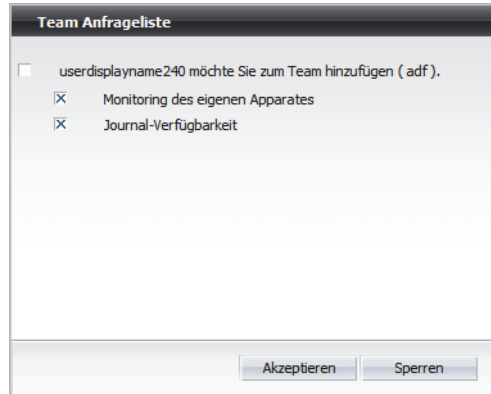 Team Anfrageliste
userdisplayname240 möchte Sie zum Team hinzufügen ( adf ).
Monitoring des eigenen Apparates
Journal-Verfügbarkeit
Akzeptieren Sperren